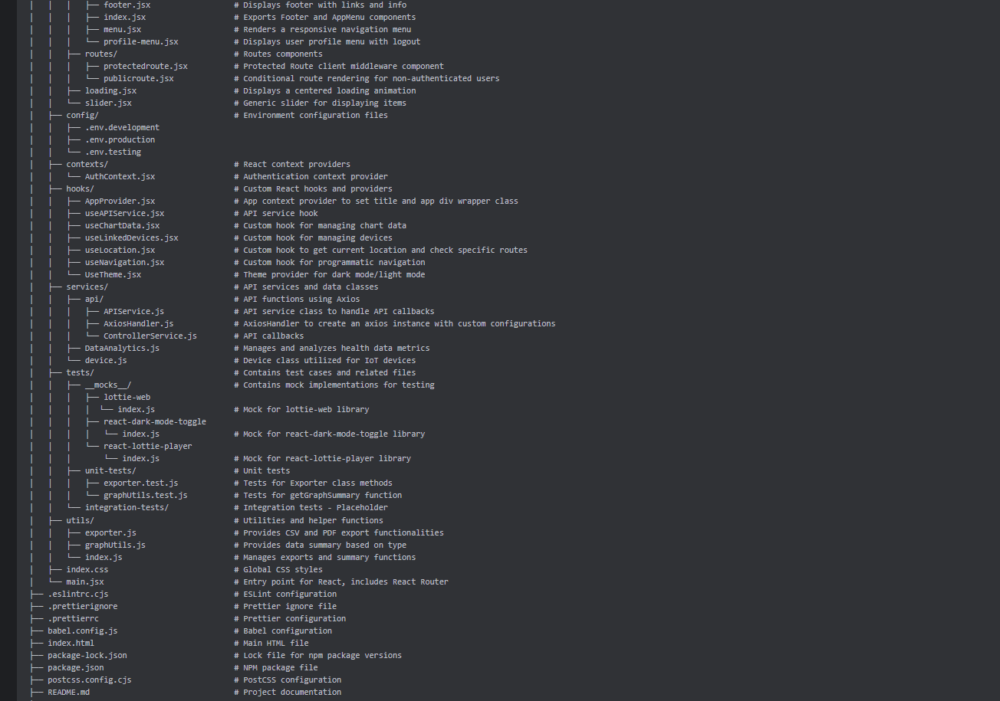 │   │   │   ├── footer.jsx                  # Displays footer with links and info
│   │   │   ├── index.jsx                   # Exports Footer and AppMenu components
│   │   │   ├── menu.jsx                    # Renders a responsive navigation menu
│   │   │   └── profile-menu.jsx            # Displays user profile menu with logout
│   │   ├── routes/                         # Routes components
│   │   │   ├── protectedroute.jsx          # Protected Route client middleware component
│   │   │   └── publicroute.jsx             # Conditional route rendering for non-authenticated users
│   │   ├── loading.jsx                     # Displays a centered loading animation
│   │   └── slider.jsx                      # Generic slider for displaying items
│   ├── config/                             # Environment configuration files
│   │   ├── .env.development
│   │   ├── .env.production
│   │   └── .env.testing
│   ├── contexts/                           # React context providers
│   │   └── AuthContext.jsx                 # Authentication context provider
│   ├── hooks/                              # Custom React hooks and providers
│   │   ├── AppProvider.jsx                 # App context provider to set title and app div wrapper class
│   │   ├── useAPIService.jsx               # API service hook
│   │   ├── useChartData.jsx                # Custom hook for managing chart data
│   │   ├── useLinkedDevices.jsx            # Custom hook for managing devices
│   │   ├── useLocation.jsx                 # Custom hook to get current location and check specific routes
│   │   ├── useNavigation.jsx               # Custom hook for programmatic navigation
│   │   └── UseTheme.jsx                    # Theme provider for dark mode/light mode
│   ├── services/                           # API services and data classes
│   │   ├── api/                            # API functions using Axios
│   │   │   ├── APIService.js               # API service class to handle API callbacks
│   │   │   ├── AxiosHandler.js             # AxiosHandler to create an axios instance with custom configurations
│   │   │   └── ControllerService.js        # API callbacks
│   │   ├── DataAnalytics.js                # Manages and analyzes health data metrics
│   │   └── device.js                       # Device class utilized for IoT devices
│   ├── tests/                              # Contains test cases and related files
│   │   ├── __mocks__/                      # Contains mock implementations for testing
│   │   │   ├── lottie-web
│   │   │   │  └── index.js                 # Mock for lottie-web library
│   │   │   ├── react-dark-mode-toggle
│   │   │   │   └── index.js                # Mock for react-dark-mode-toggle library
│   │   │   └── react-lottie-player
│   │   │       └── index.js                # Mock for react-lottie-player library
│   │   ├── unit-tests/                     # Unit tests
│   │   │   ├── exporter.test.js            # Tests for Exporter class methods
│   │   │   └── graphUtils.test.js          # Tests for getGraphSummary function
│   │   └── integration-tests/              # Integration tests - Placeholder
│   ├── utils/                              # Utilities and helper functions
│   │   ├── exporter.js                     # Provides CSV and PDF export functionalities
│   │   ├── graphUtils.js                   # Provides data summary based on type
│   │   └── index.js                        # Manages exports and summary functions
│   ├── index.css                           # Global CSS styles
│   └── main.jsx                            # Entry point for React, includes React Router
├── .eslintrc.cjs                           # ESLint configuration
├── .prettierignore                         # Prettier ignore file
├── .prettierrc                             # Prettier configuration
├── babel.config.js                         # Babel configuration
├── index.html                              # Main HTML file
├── package-lock.json                       # Lock file for npm package versions
├── package.json                            # NPM package file
├── postcss.config.cjs                      # PostCSS configuration
├── README.md                               # Project documentation